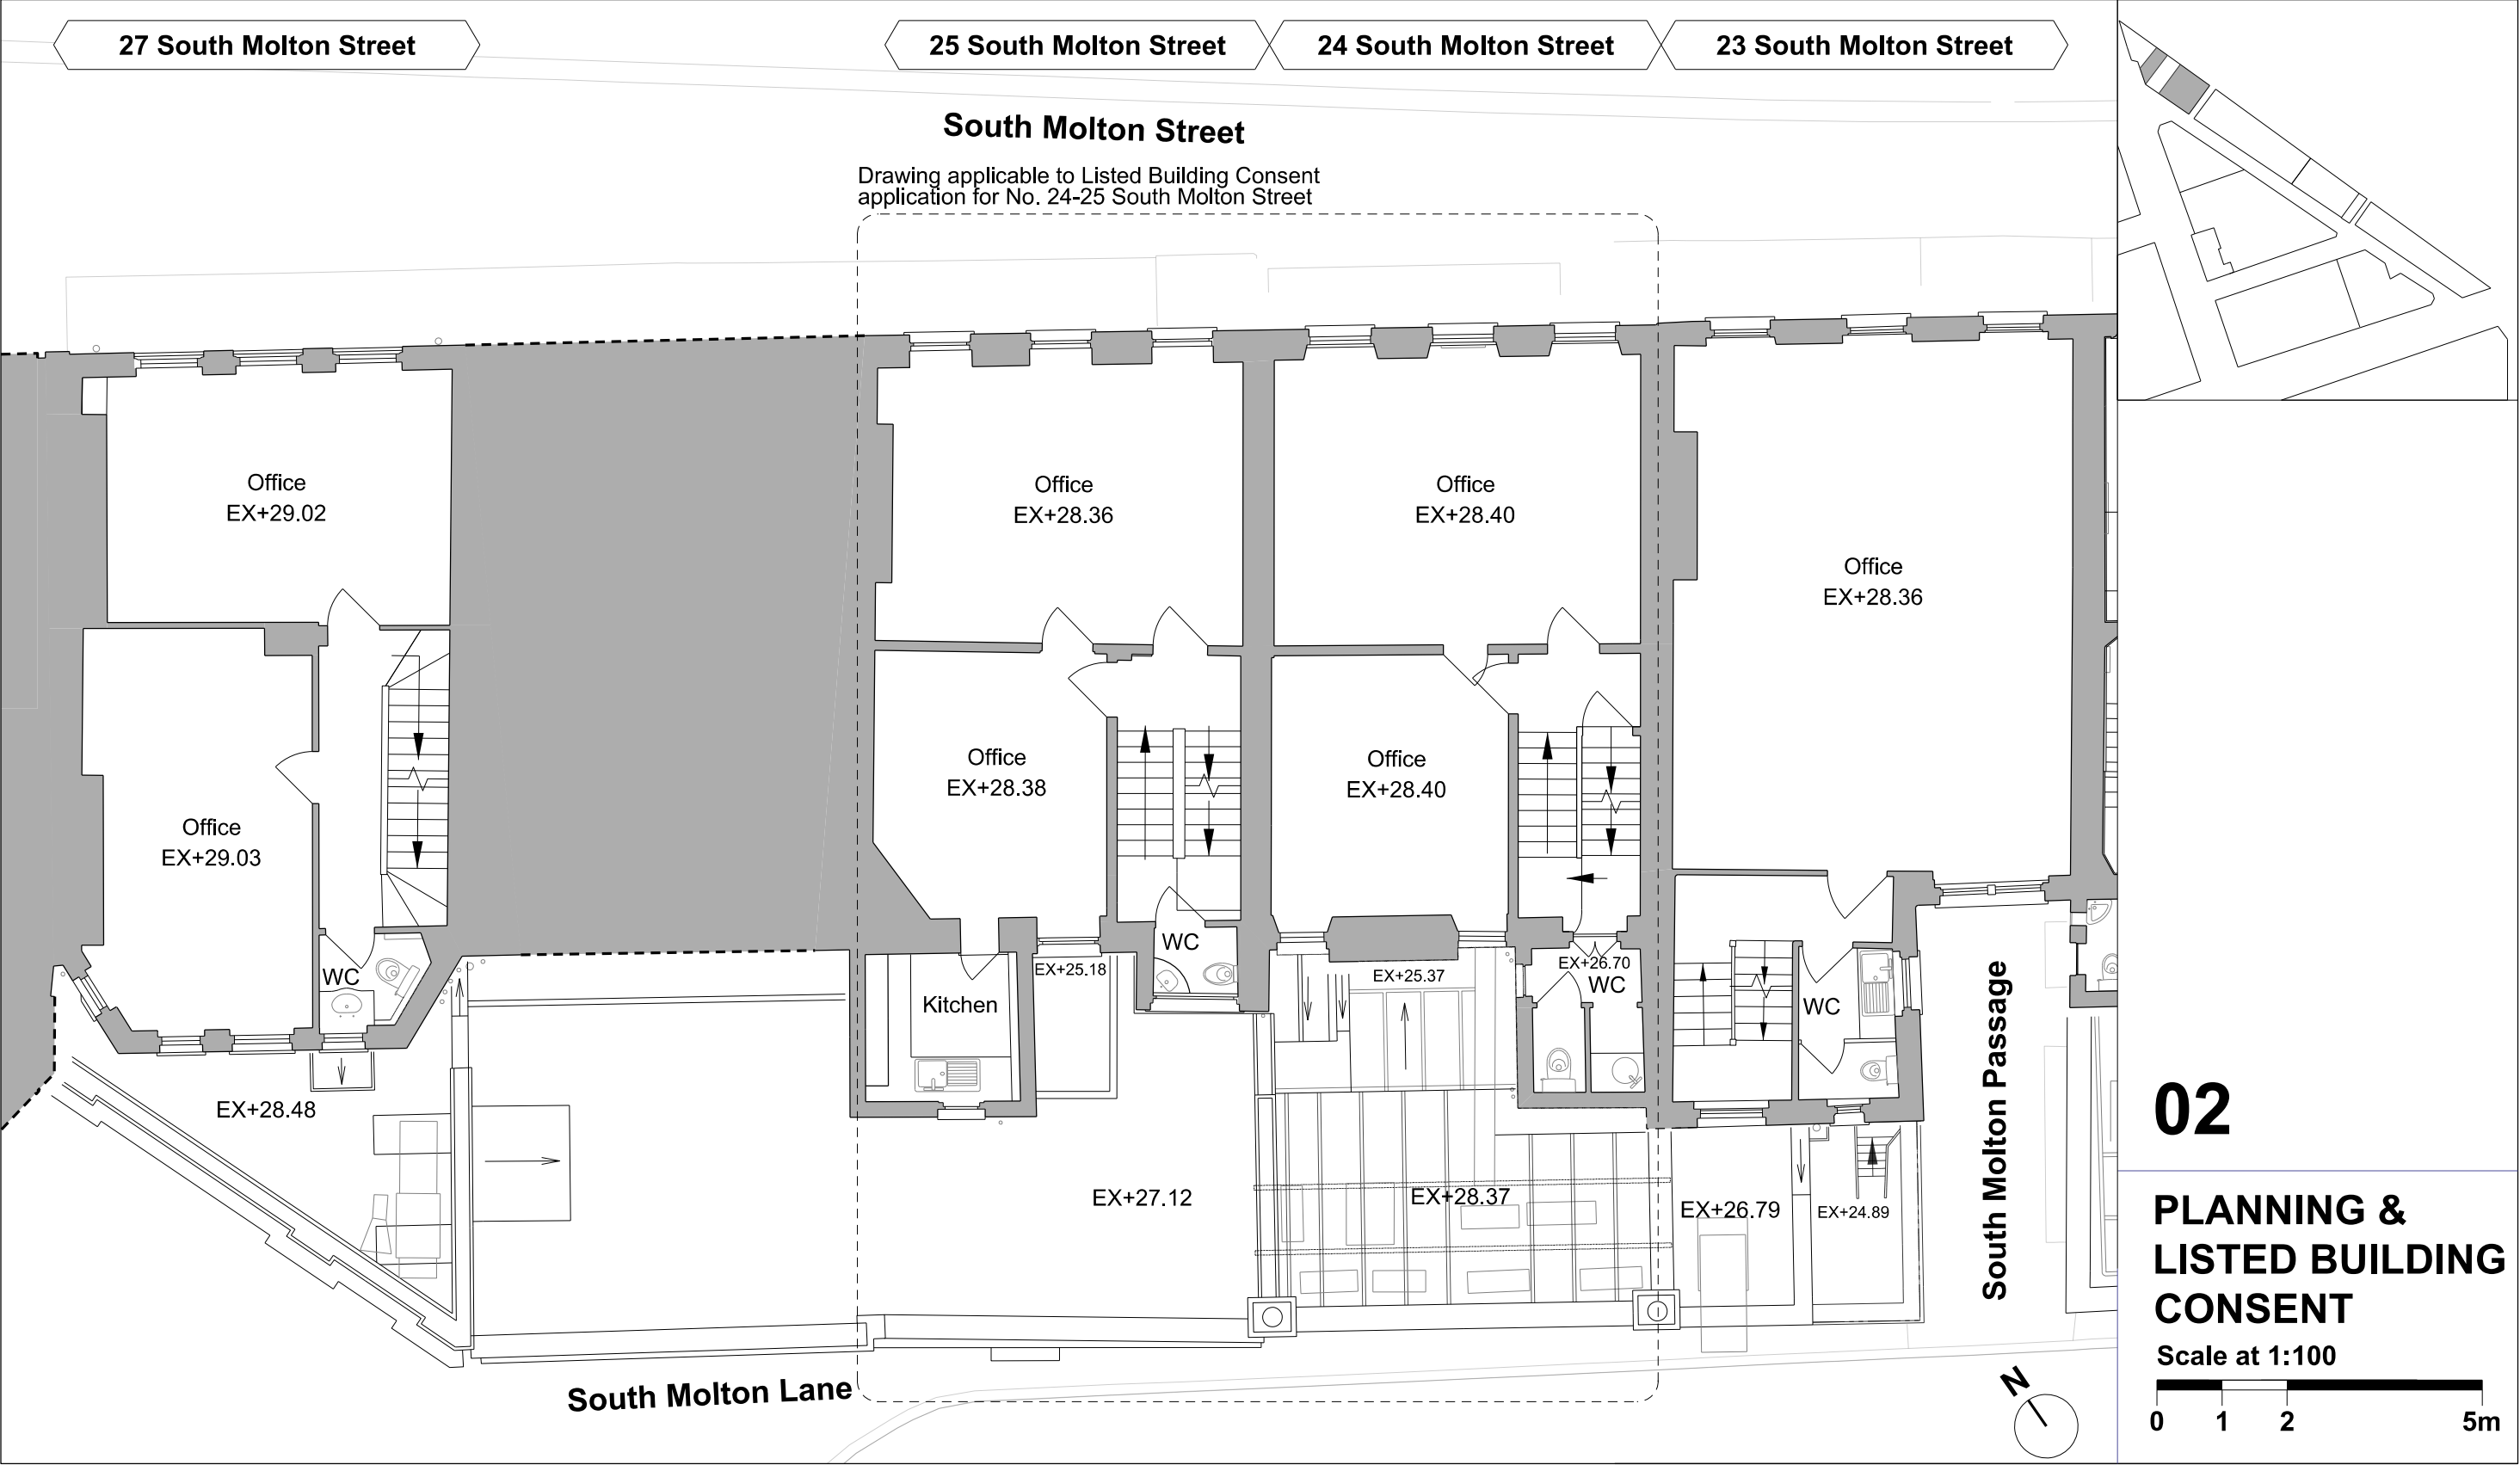 27 South Molton Street
25 South Molton Street
24 South Molton Street
23 South Molton Street
South Molton Street
Drawing applicable to Listed Building Consent
application for No. 24-25 South Molton Street
Office
EX+29.02
Office
EX+28.36
Office
EX+28.40
Office
EX+28.36
Office
EX+29.03
Office
EX+28.38
Office
EX+28.40
WC
WC
EX+25.18
EX+25.37
EX+26.70
WC
Kitchen
WC
EX+28.48
EX+27.12
EX+28.37
EX+26.79
EX+24.89
South Molton Passage
South Molton Lane
N
02
PLANNING &
LISTED BUILDING
CONSENT
Scale at 1:100
0 1 2 5m